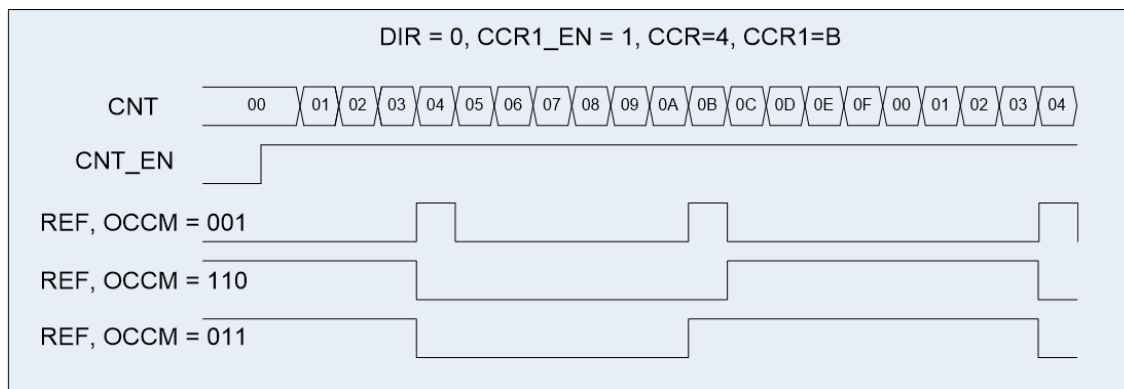 DIR = 0, CCR1_EN = 1, CCR=4, CCR1=B
CNT 00 01 02 03 04 05 06 07 08 09 0A 0B 0C 0D 0E 0F 00 01 02 03 04
CNT_EN
REF, OCCM = 001
REF, OCCM = 110
REF, OCCM = 011